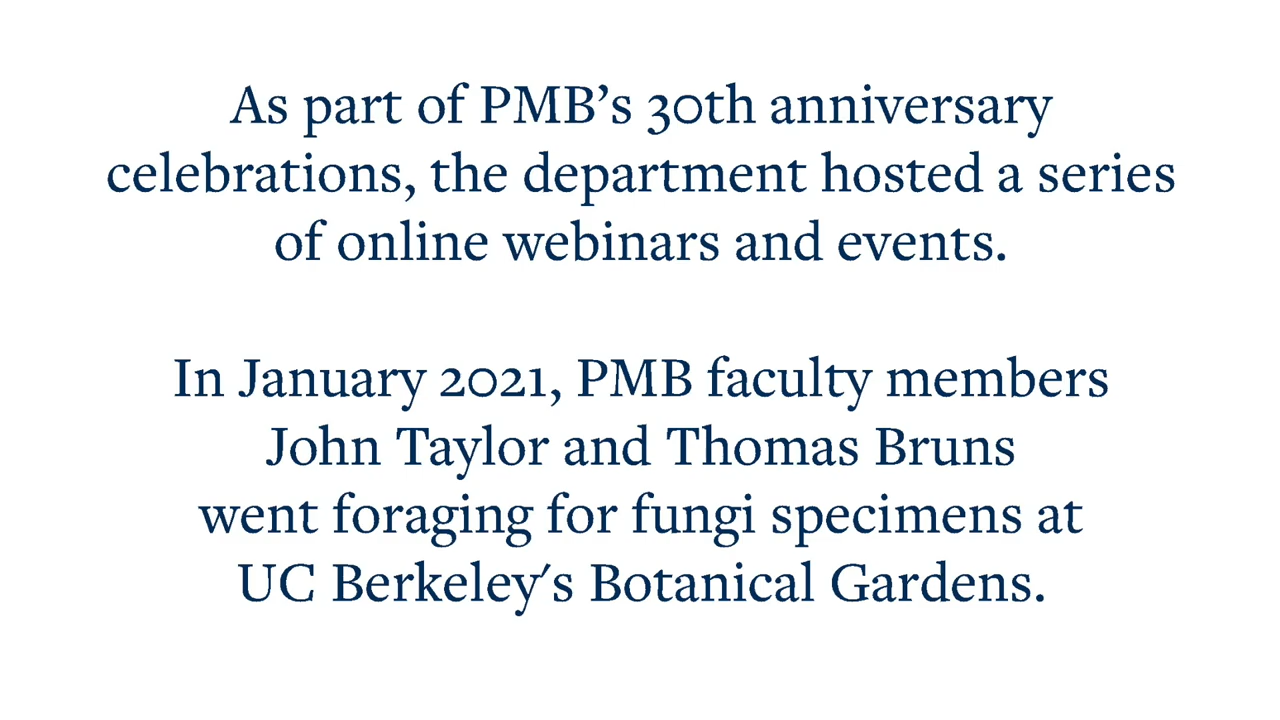 As part of PMB’s 30th anniversary
celebrations, the department hosted a series
of online webinars and events.
In January 2021, PMB faculty members
John Taylor and Thomas Bruns
went foraging for fungi specimens at
UC Berkeley's Botanical Gardens.